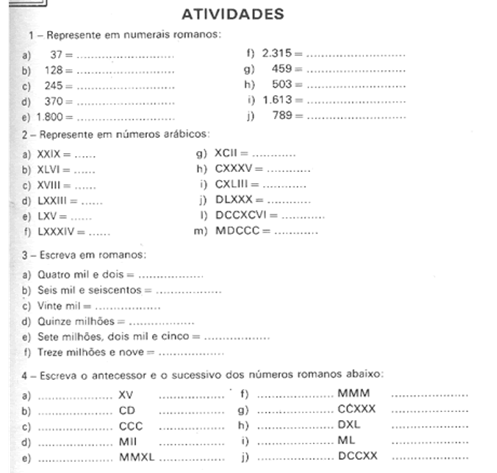 ATIVIDADES
1 – Represente em numerais romanos:
a) 37 = ........................ f) 2.315 = ........................
b) 128 = ........................ g) 459 = ........................
c) 245 = ........................ h) 503 = ........................
d) 370 = ........................ i) 1.613 = ........................
e) 1.800 = ........................ j) 789 = ........................
2 – Represente em números arábicos:
a) XXIX = ...... g) XCII = ............
b) XLVI = ...... h) CXXXV = ............
c) XVIII = ...... i) CXLIII = ............
d) LXXIII = ...... j) DLXXX = ............
e) LXV = ...... l) DCCXCVI = ............
f) LXXXIV = ...... m) MDCCC = ............
3 – Escreva em romanos:
a) Quatro mil e dois = ..................
b) Seis mil e seiscentos = ..................
c) Vinte mil = ..................
d) Quinze milhões = ..................
e) Sete milhões, dois mil e cinco = ..................
f) Treze milhões e nove = ..................
4 – Escreva o antecessor e o sucessivo dos números romanos abaixo:
a) .................. XV .................. f) .................. MMM ..................
b) .................. CD .................. g) .................. CCXXX ..................
c) .................. CCC .................. h) .................. DXL ..................
d) .................. MII .................. i) .................. ML ..................
e) .................. MMXL .................. j) .................. DCCXX ..................